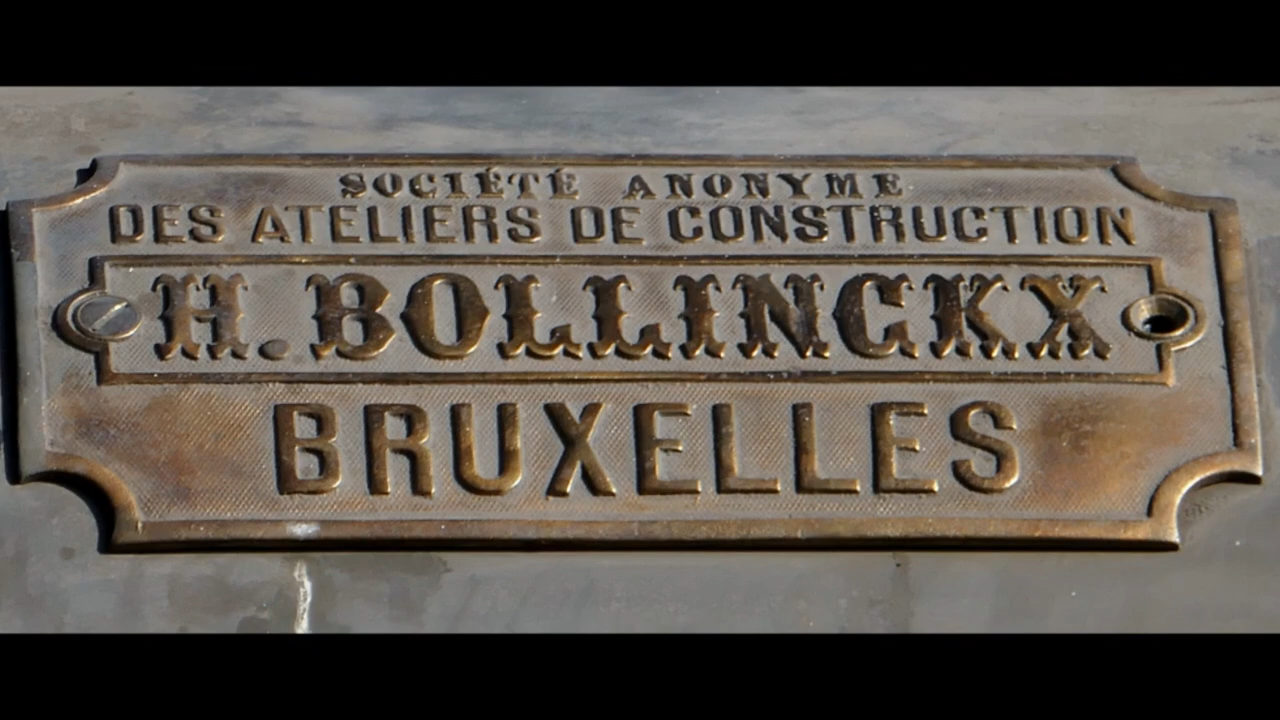 SOCIÉTÉ ANONYME
DES ATELIERS DE CONSTRUCTION
H. BOLLINCKX
BRUXELLES